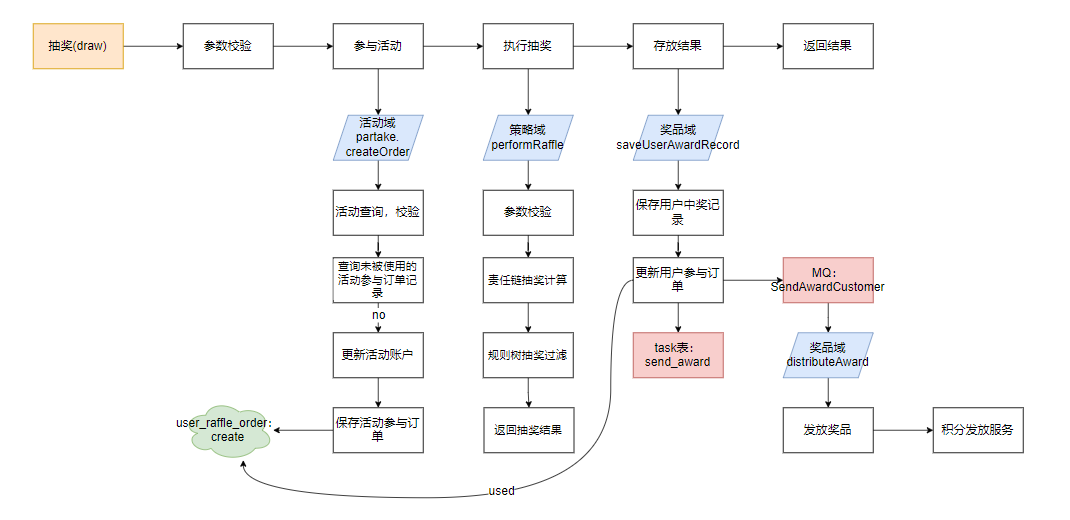 抽奖(draw)
参数校验
参与活动
执行抽奖
存放结果
返回结果
活动域
partake.
createOrder
策略域
performRaffle
奖品域
saveUserAwardRecord
活动查询，校验
参数校验
保存用户中奖记
录
查询未被使用的
活动参与订单记
录
责任链抽奖计算
更新用户参与订
单
MQ：
SendAwardCustomer
no
更新活动账户
规则树抽奖过滤
task表：
send_award
奖品域
distributeAward
user_raffle_order：
create
保存活动参与订
单
返回抽奖结果
发放奖品
积分发放服务
used